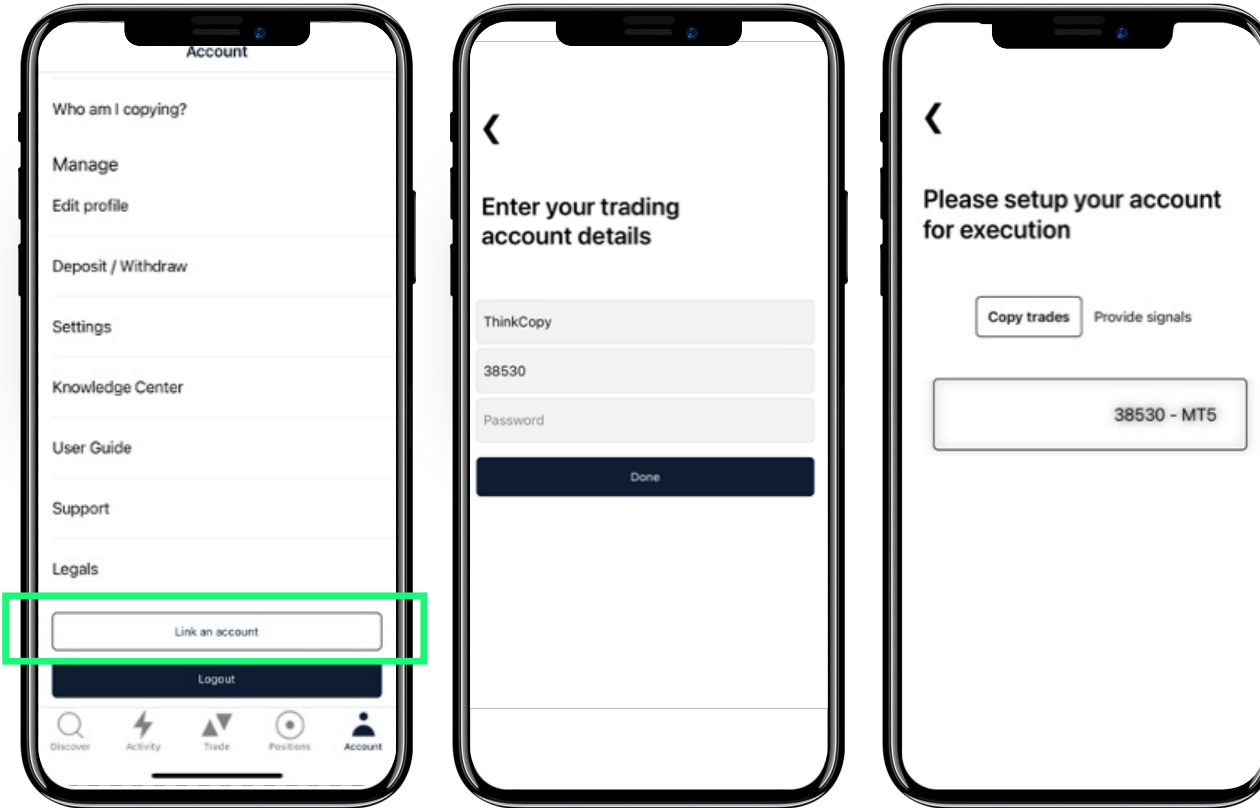 Account
Who am I copying?
Manage
Edit profile
Deposit / Withdraw
Settings
Knowledge Center
User Guide
Support
Legals
Link an account
Logout
Discover Activity Trade Positions Account
Enter your trading
account details
ThinkCopy
38530
Password
Done
Please setup your account
for execution
Copy trades Provide signals
38530 - MT5